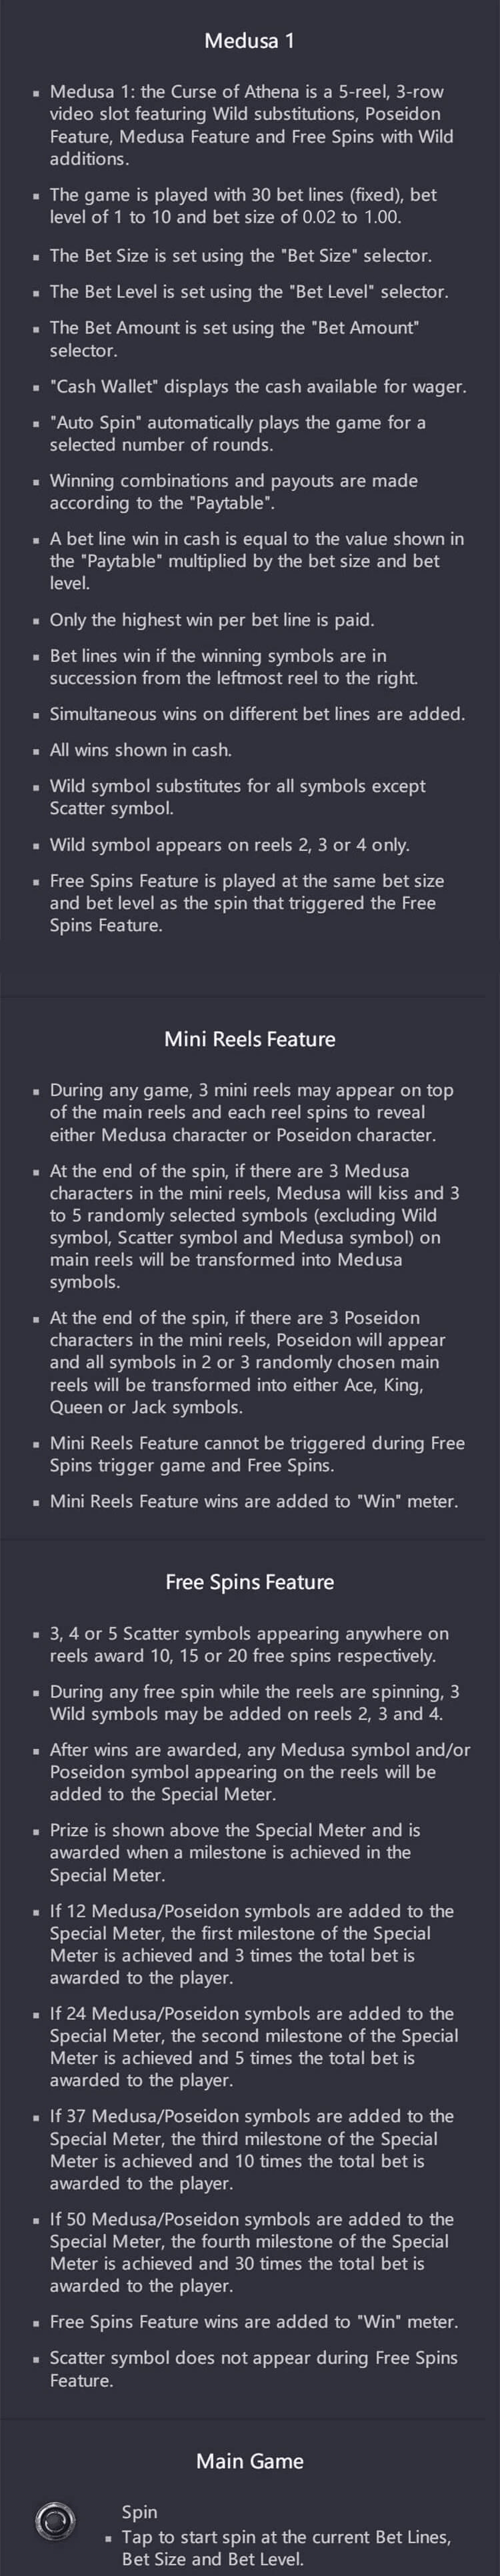 Medusa 1
▪ Medusa 1: the Curse of Athena is a 5-reel, 3-row
video slot featuring Wild substitutions, Poseidon
Feature, Medusa Feature and Free Spins with Wild
additions.
▪ The game is played with 30 bet lines (fixed), bet
level of 1 to 10 and bet size of 0.02 to 1.00.
▪ The Bet Size is set using the "Bet Size" selector.
▪ The Bet Level is set using the "Bet Level" selector.
▪ The Bet Amount is set using the "Bet Amount"
selector.
▪ "Cash Wallet" displays the cash available for wager.
▪ "Auto Spin" automatically plays the game for a
selected number of rounds.
▪ Winning combinations and payouts are made
according to the "Paytable".
▪ A bet line win in cash is equal to the value shown in
the "Paytable" multiplied by the bet size and bet
level.
▪ Only the highest win per bet line is paid.
▪ Bet lines win if the winning symbols are in
succession from the leftmost reel to the right.
▪ Simultaneous wins on different bet lines are added.
▪ All wins shown in cash.
▪ Wild symbol substitutes for all symbols except
Scatter symbol.
▪ Wild symbol appears on reels 2, 3 or 4 only.
▪ Free Spins Feature is played at the same bet size
and bet level as the spin that triggered the Free
Spins Feature.
Mini Reels Feature
▪ During any game, 3 mini reels may appear on top
of the main reels and each reel spins to reveal
either Medusa character or Poseidon character.
▪ At the end of the spin, if there are 3 Medusa
characters in the mini reels, Medusa will kiss and 3
to 5 randomly selected symbols (excluding Wild
symbol, Scatter symbol and Medusa symbol) on
main reels will be transformed into Medusa
symbols.
▪ At the end of the spin, if there are 3 Poseidon
characters in the mini reels, Poseidon will appear
and all symbols in 2 or 3 randomly chosen main
reels will be transformed into either Ace, King,
Queen or Jack symbols.
▪ Mini Reels Feature cannot be triggered during Free
Spins trigger game and Free Spins.
▪ Mini Reels Feature wins are added to "Win" meter.
Free Spins Feature
▪ 3, 4 or 5 Scatter symbols appearing anywhere on
reels award 10, 15 or 20 free spins respectively.
▪ During any free spin while the reels are spinning, 3
Wild symbols may be added on reels 2, 3 and 4.
▪ After wins are awarded, any Medusa symbol and/or
Poseidon symbol appearing on the reels will be
added to the Special Meter.
▪ Prize is shown above the Special Meter and is
awarded when a milestone is achieved in the
Special Meter.
▪ If 12 Medusa/Poseidon symbols are added to the
Special Meter, the first milestone of the Special
Meter is achieved and 3 times the total bet is
awarded to the player.
▪ If 24 Medusa/Poseidon symbols are added to the
Special Meter, the second milestone of the Special
Meter is achieved and 5 times the total bet is
awarded to the player.
▪ If 37 Medusa/Poseidon symbols are added to the
Special Meter, the third milestone of the Special
Meter is achieved and 10 times the total bet is
awarded to the player.
▪ If 50 Medusa/Poseidon symbols are added to the
Special Meter, the fourth milestone of the Special
Meter is achieved and 30 times the total bet is
awarded to the player.
▪ Free Spins Feature wins are added to "Win" meter.
▪ Scatter symbol does not appear during Free Spins
Feature.
Main Game
Spin
▪ Tap to start spin at the current Bet Lines,
Bet Size and Bet Level.